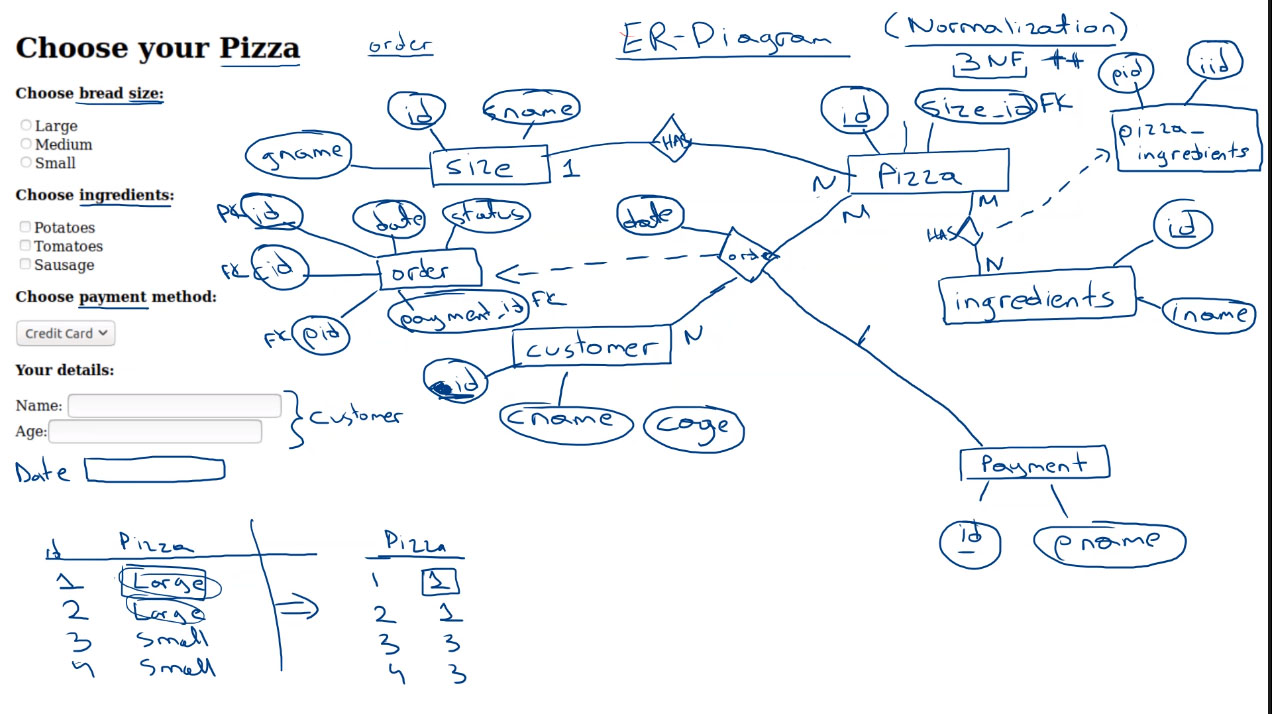 Choose your Pizza
Choose bread size:
Large
Medium
Small
Choose ingredients:
Potatoes
Tomatoes
Sausage
Choose payment method:
Credit Card
Your details:
Name:
Age:
} Customer
Date
order
ER-Diagram
(Normalization)
3NF ++
id
sname
gname
size
1
HAS
N
id
size_id FK
Pizza
pid
iid
pizza_
ingredients
M
HAS
N
id
ingredients
iname
PK id
date
status
FK cid
order
FK pid
payment_id FK
date
order
M
N
customer
id
cname
cage
Payment
id
pname
id Pizza
1 Large
2 Large
3 Small
4 Small
⇒
Pizza
1 1
2 1
3 3
4 3